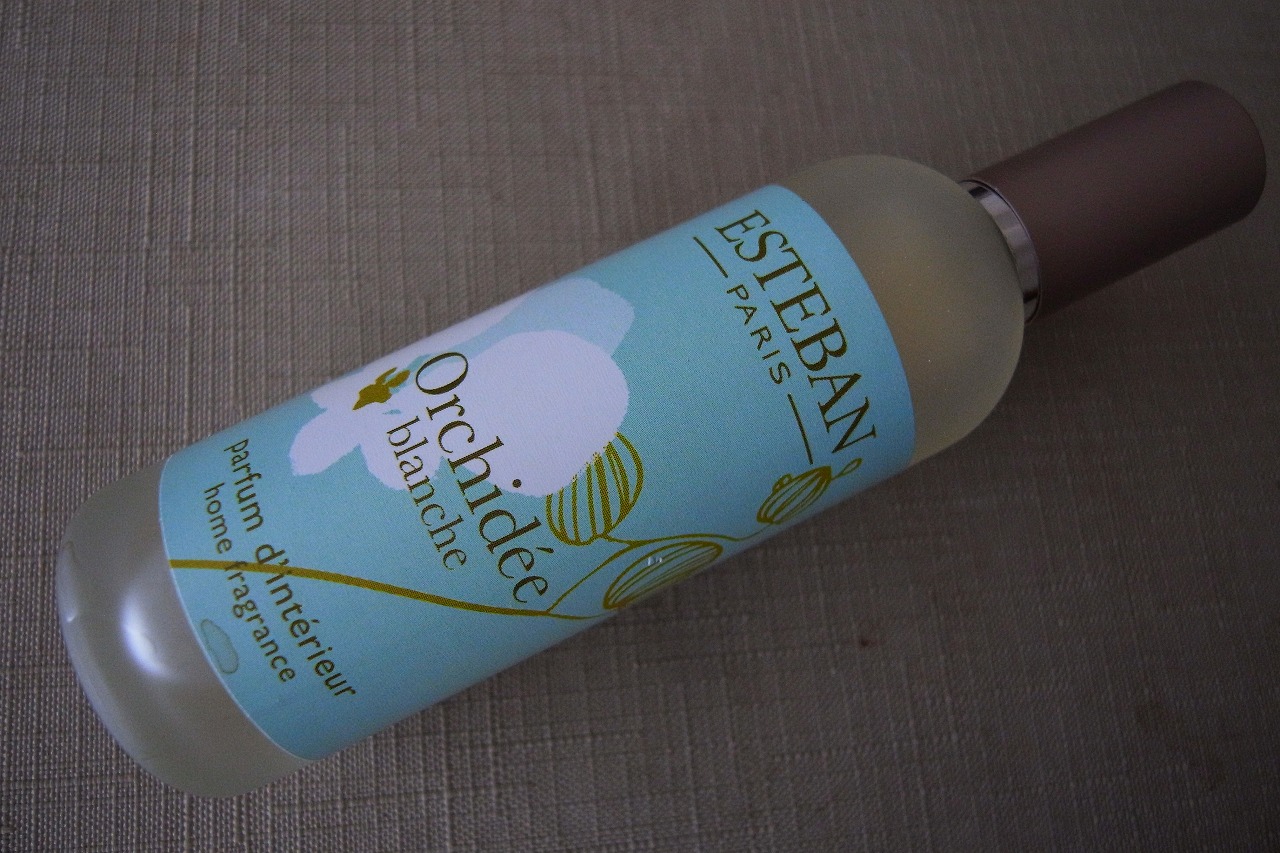 ESTEBAN
PARIS
Orchidée
blanche
parfum d'intérieur
home fragrance